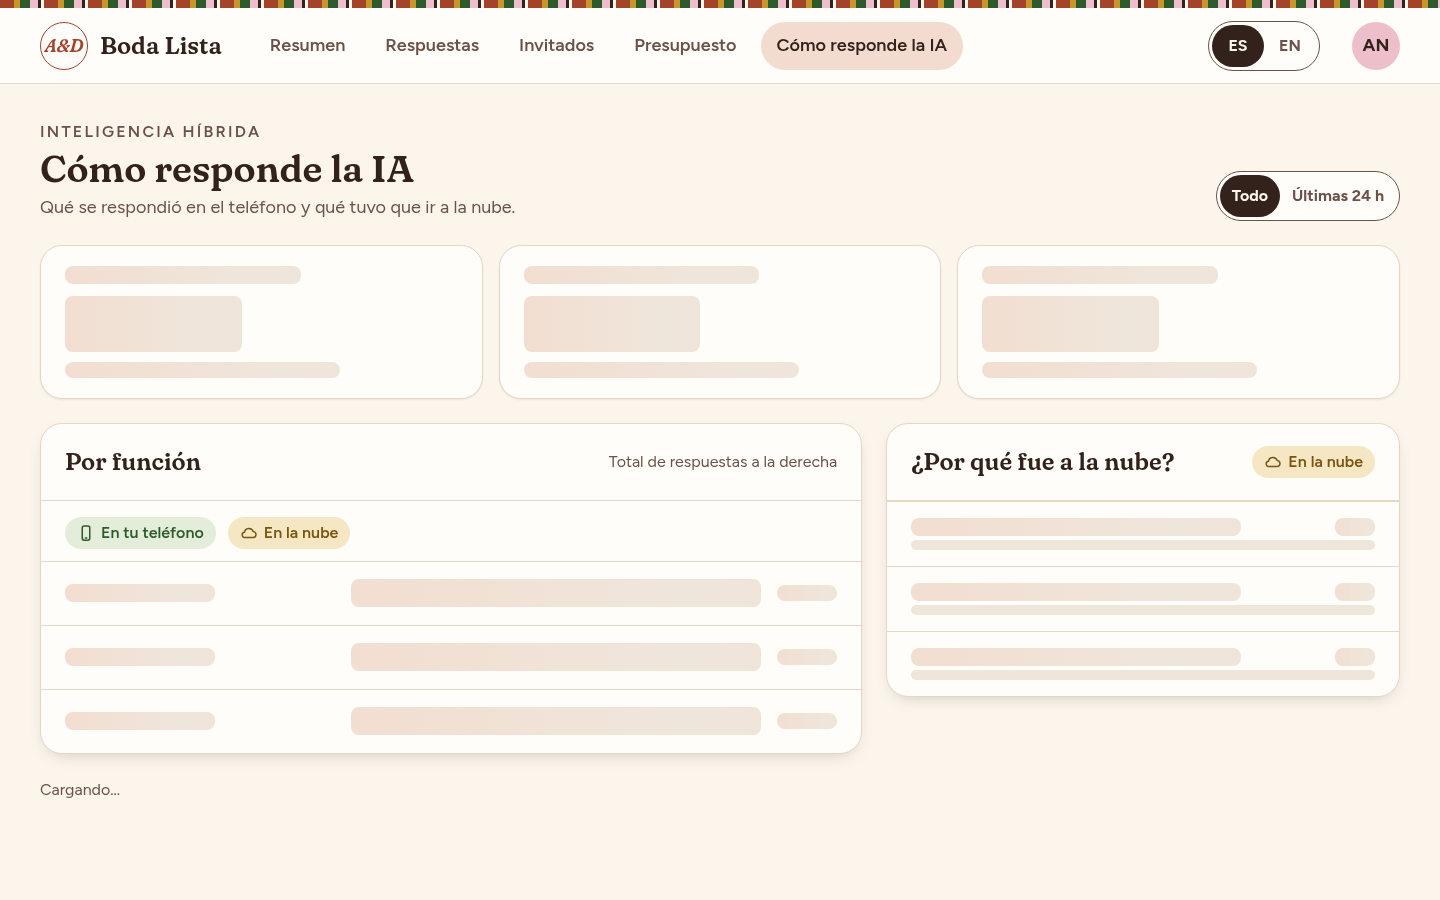 A&D Boda Lista Resumen Respuestas Invitados Presupuesto Cómo responde la IA ES EN AN
INTELIGENCIA HÍBRIDA
Cómo responde la IA
Qué se respondió en el teléfono y qué tuvo que ir a la nube.
Todo Últimas 24 h
Por función Total de respuestas a la derecha
En tu teléfono En la nube
¿Por qué fue a la nube? En la nube
Cargando...